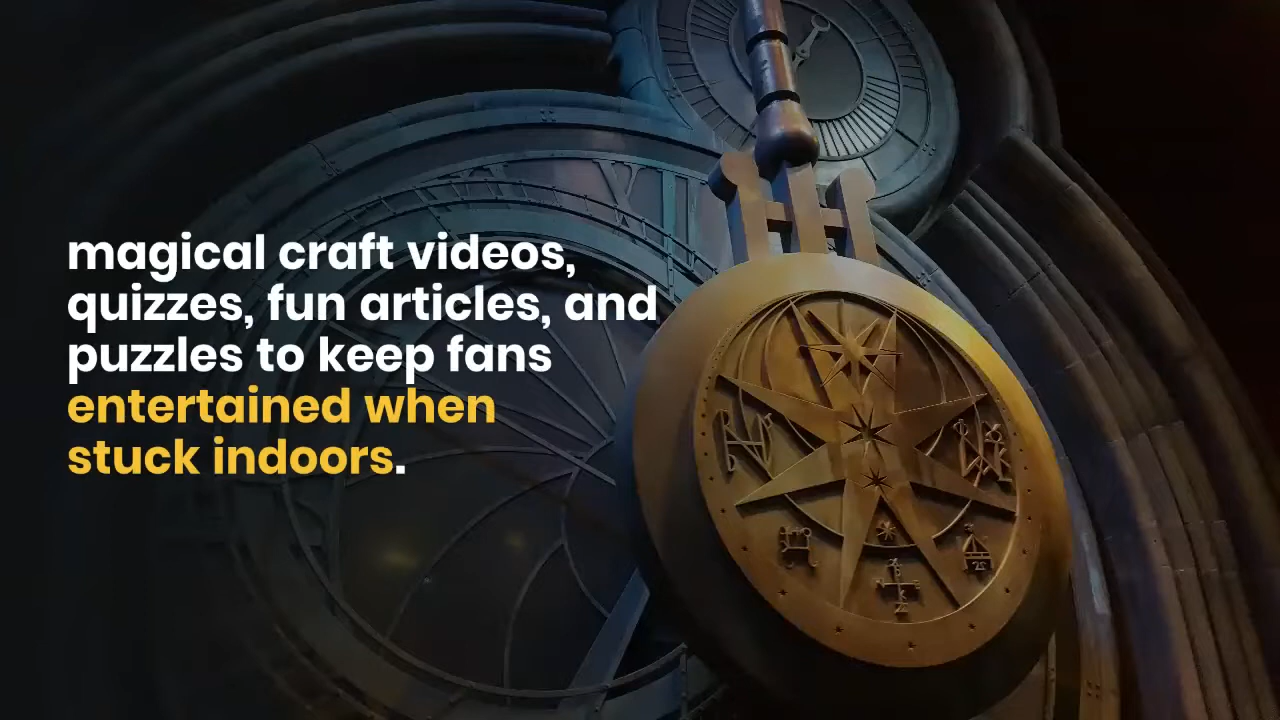 magical craft videos,
quizzes, fun articles, and
puzzles to keep fans
entertained when
stuck indoors.